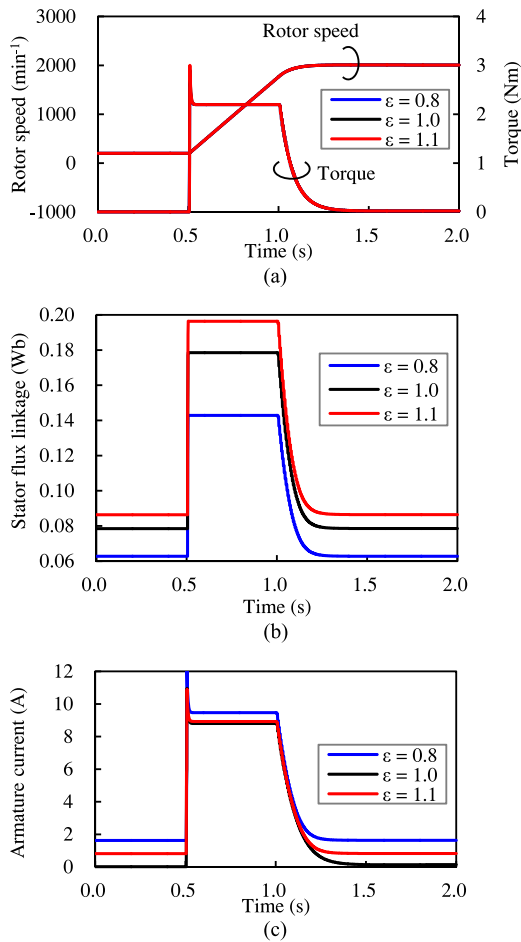 Rotor speed (min⁻¹)
3000
2000
1000
0
-1000
4
3
2
1
0
Torque (Nm)
Rotor speed
ε = 0.8
ε = 1.0
ε = 1.1
Torque
0.0 0.5 1.0 1.5 2.0
Time (s)
(a)
Stator flux linkage (Wb)
0.20
0.18
0.16
0.14
0.12
0.10
0.08
0.06
ε = 0.8
ε = 1.0
ε = 1.1
0.0 0.5 1.0 1.5 2.0
Time (s)
(b)
Armature current (A)
12
10
8
6
4
2
0
ε = 0.8
ε = 1.0
ε = 1.1
0.0 0.5 1.0 1.5 2.0
Time (s)
(c)